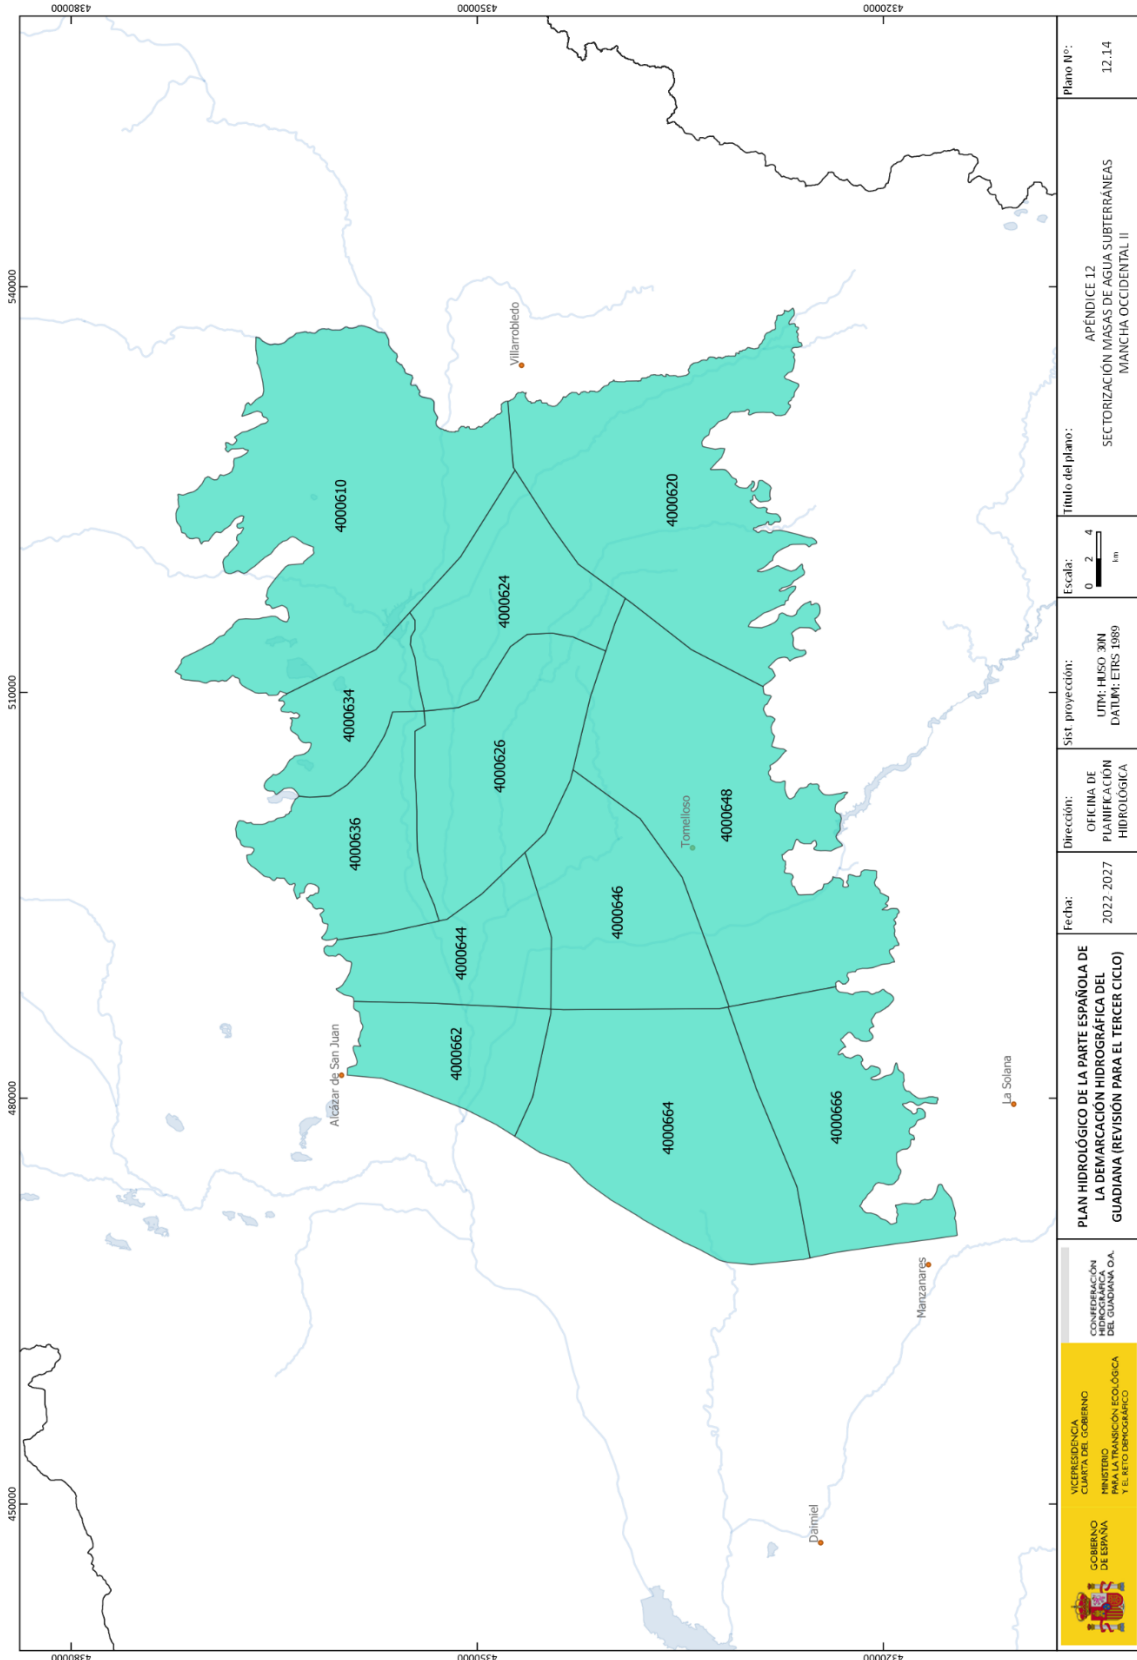 450000
480000
510000
540000
4380000
4380000
4350000
4350000
4320000
4320000
Alcázar de San Juan
Villarrobledo
Tomelloso
Manzanares
La Solana
Daimiel
4000610
4000634
4000636
4000624
4000626
4000644
4000662
4000620
4000646
4000648
4000664
4000666
GOBIERNO
DE ESPAÑA
VICEPRESIDENCIA
CUARTA DEL GOBIERNO
MINISTERIO
PARA LA TRANSICIÓN ECOLÓGICA
Y EL RETO DEMOGRÁFICO
CONFEDERACIÓN
HIDROGRÁFICA
DEL GUADIANA O.A.
PLAN HIDROLÓGICO DE LA PARTE ESPAÑOLA DE
LA DEMARCACIÓN HIDROGRÁFICA DEL
GUADIANA (REVISIÓN PARA EL TERCER CICLO)
Fecha:
2022-2027
Dirección:
OFICINA DE
PLANIFICACIÓN
HIDROLÓGICA
Sist. proyección:
UTM: HUSO 30N
DATUM: ETRS 1989
Escala:
0 2 4
km
Título del plano:
APÉNDICE 12
SECTORIZACIÓN MASAS DE AGUA SUBTERRÁNEAS
MANCHA OCCIDENTAL II
Plano Nº:
12.14